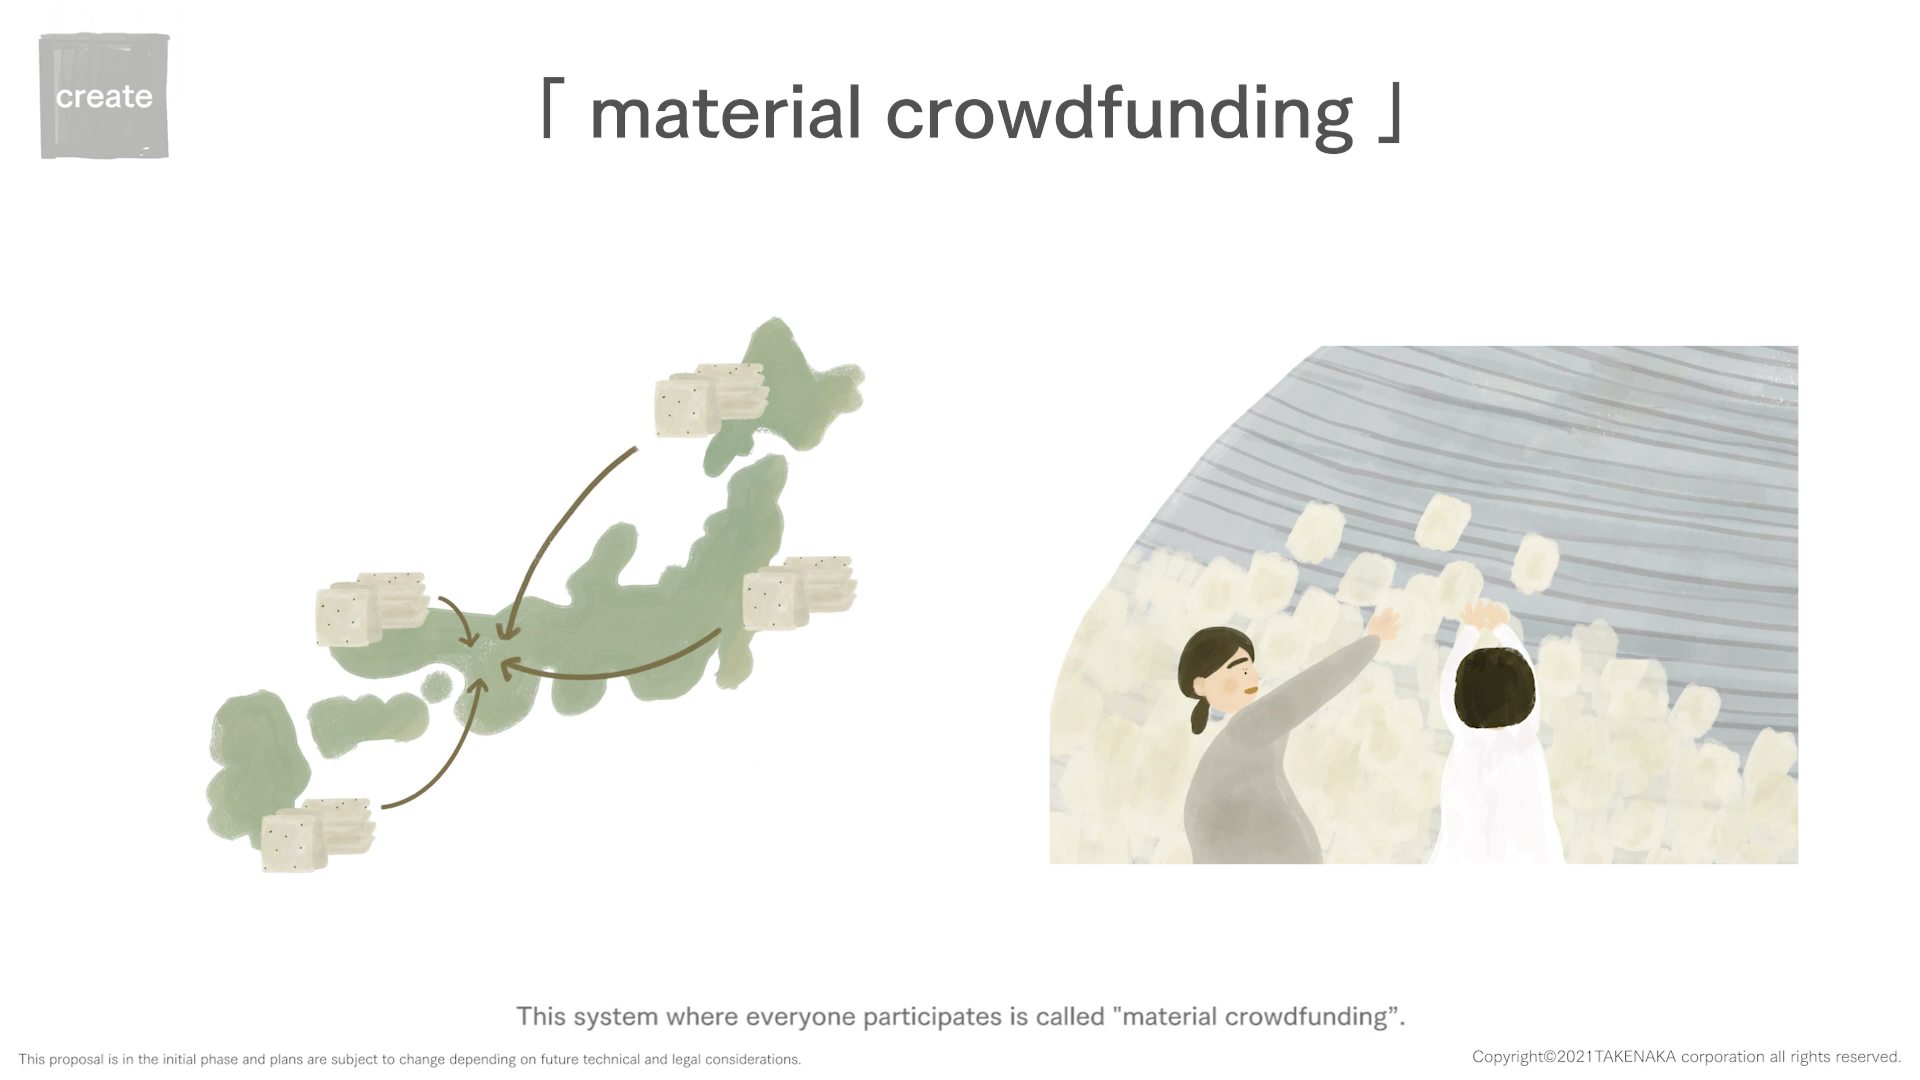 create
「 material crowdfunding 」
This system where everyone participates is called "material crowdfunding”.
This proposal is in the initial phase and plans are subject to change depending on future technical and legal considerations.
Copyright©2021TAKENAKA corporation all rights reserved.